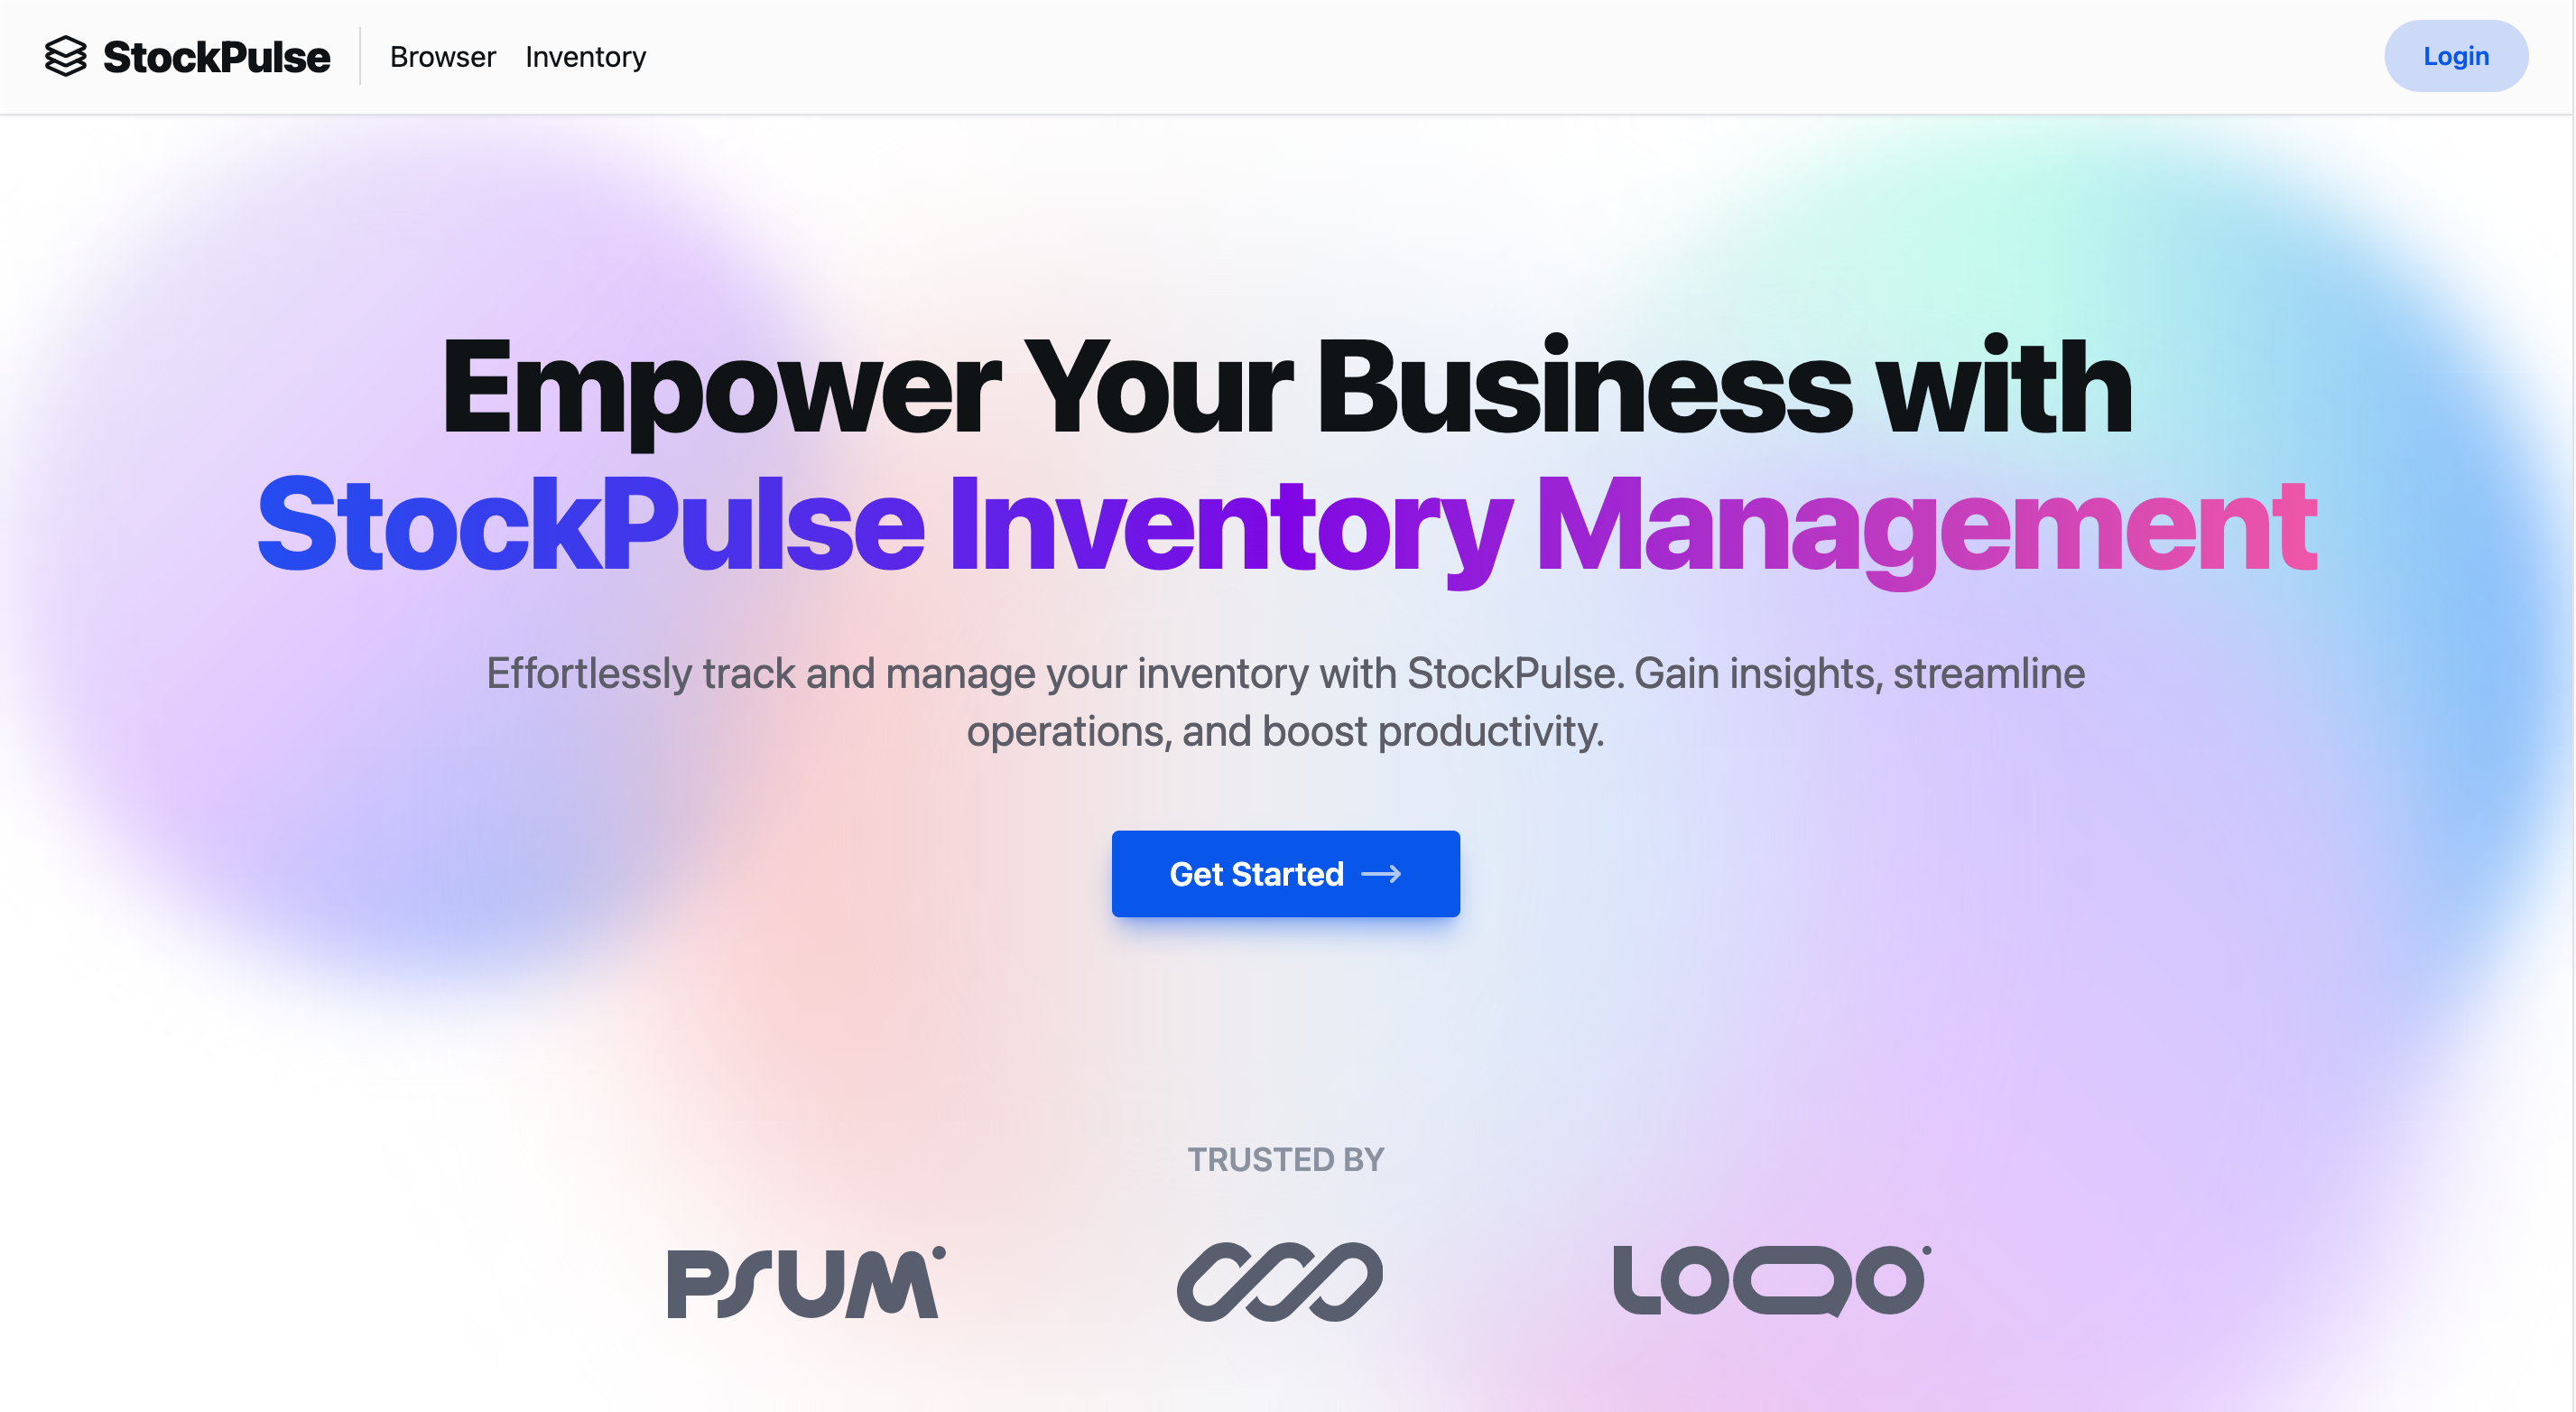 StockPulse
Browser
Inventory
Login
Empower Your Business with
StockPulse Inventory Management
Effortlessly track and manage your inventory with StockPulse. Gain insights, streamline
operations, and boost productivity.
Get Started
TRUSTED BY
PSUM
LOQO